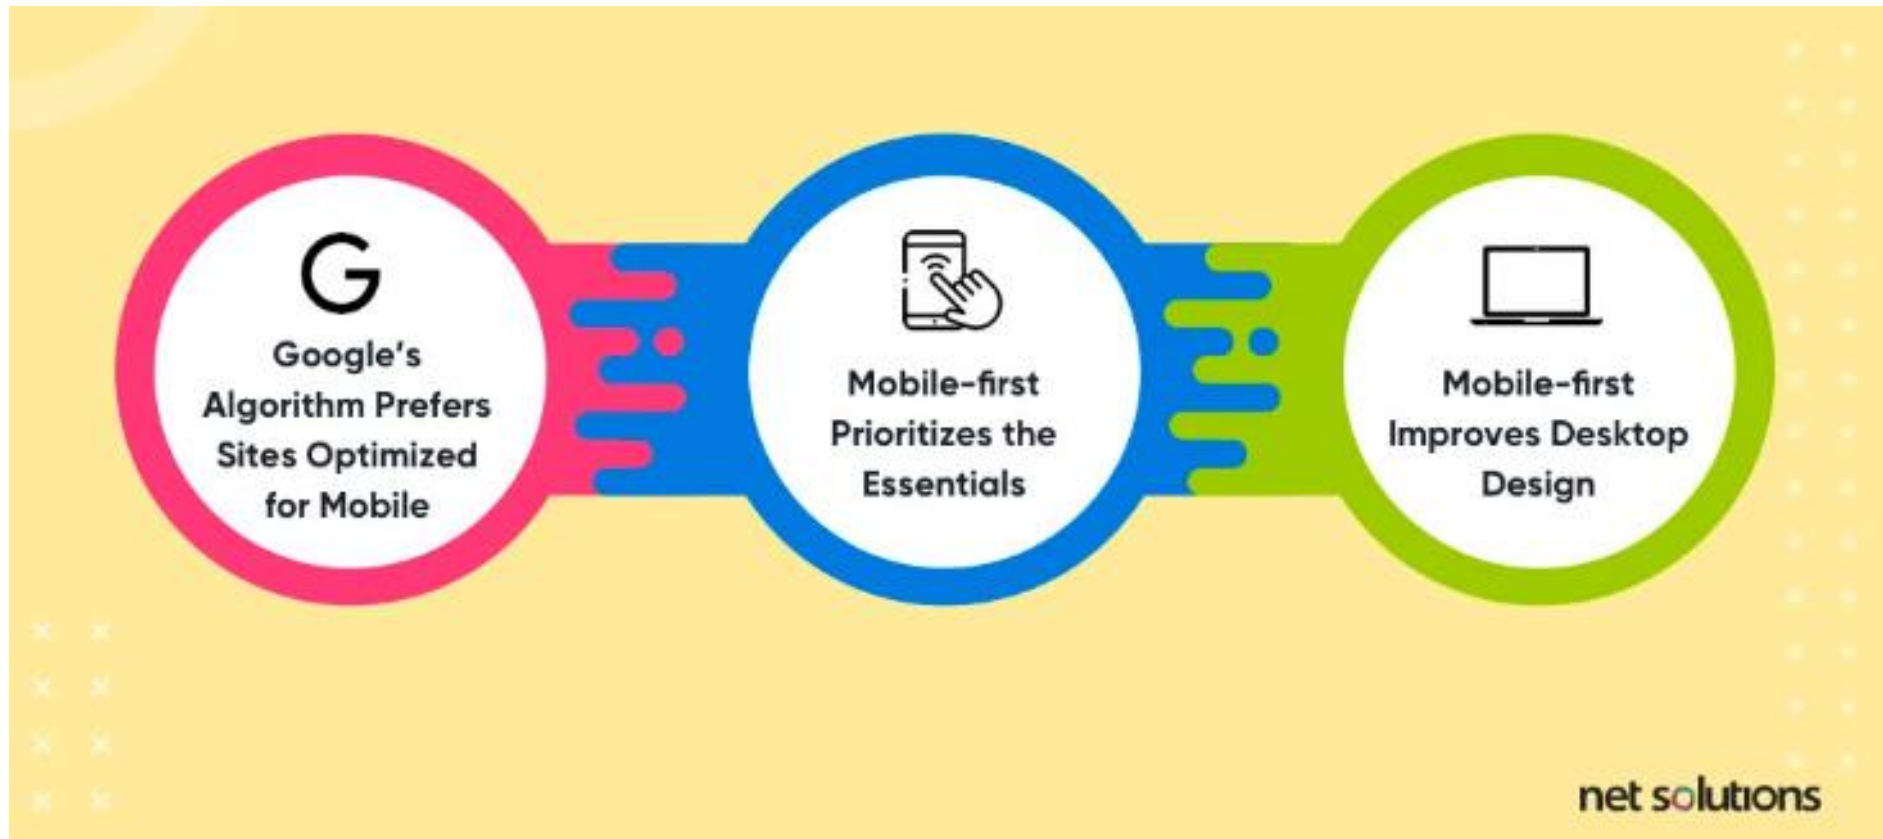 G
Google’s
Algorithm Prefers
Sites Optimized
for Mobile
Mobile-first
Prioritizes the
Essentials
Mobile-first
Improves Desktop
Design
net solutions